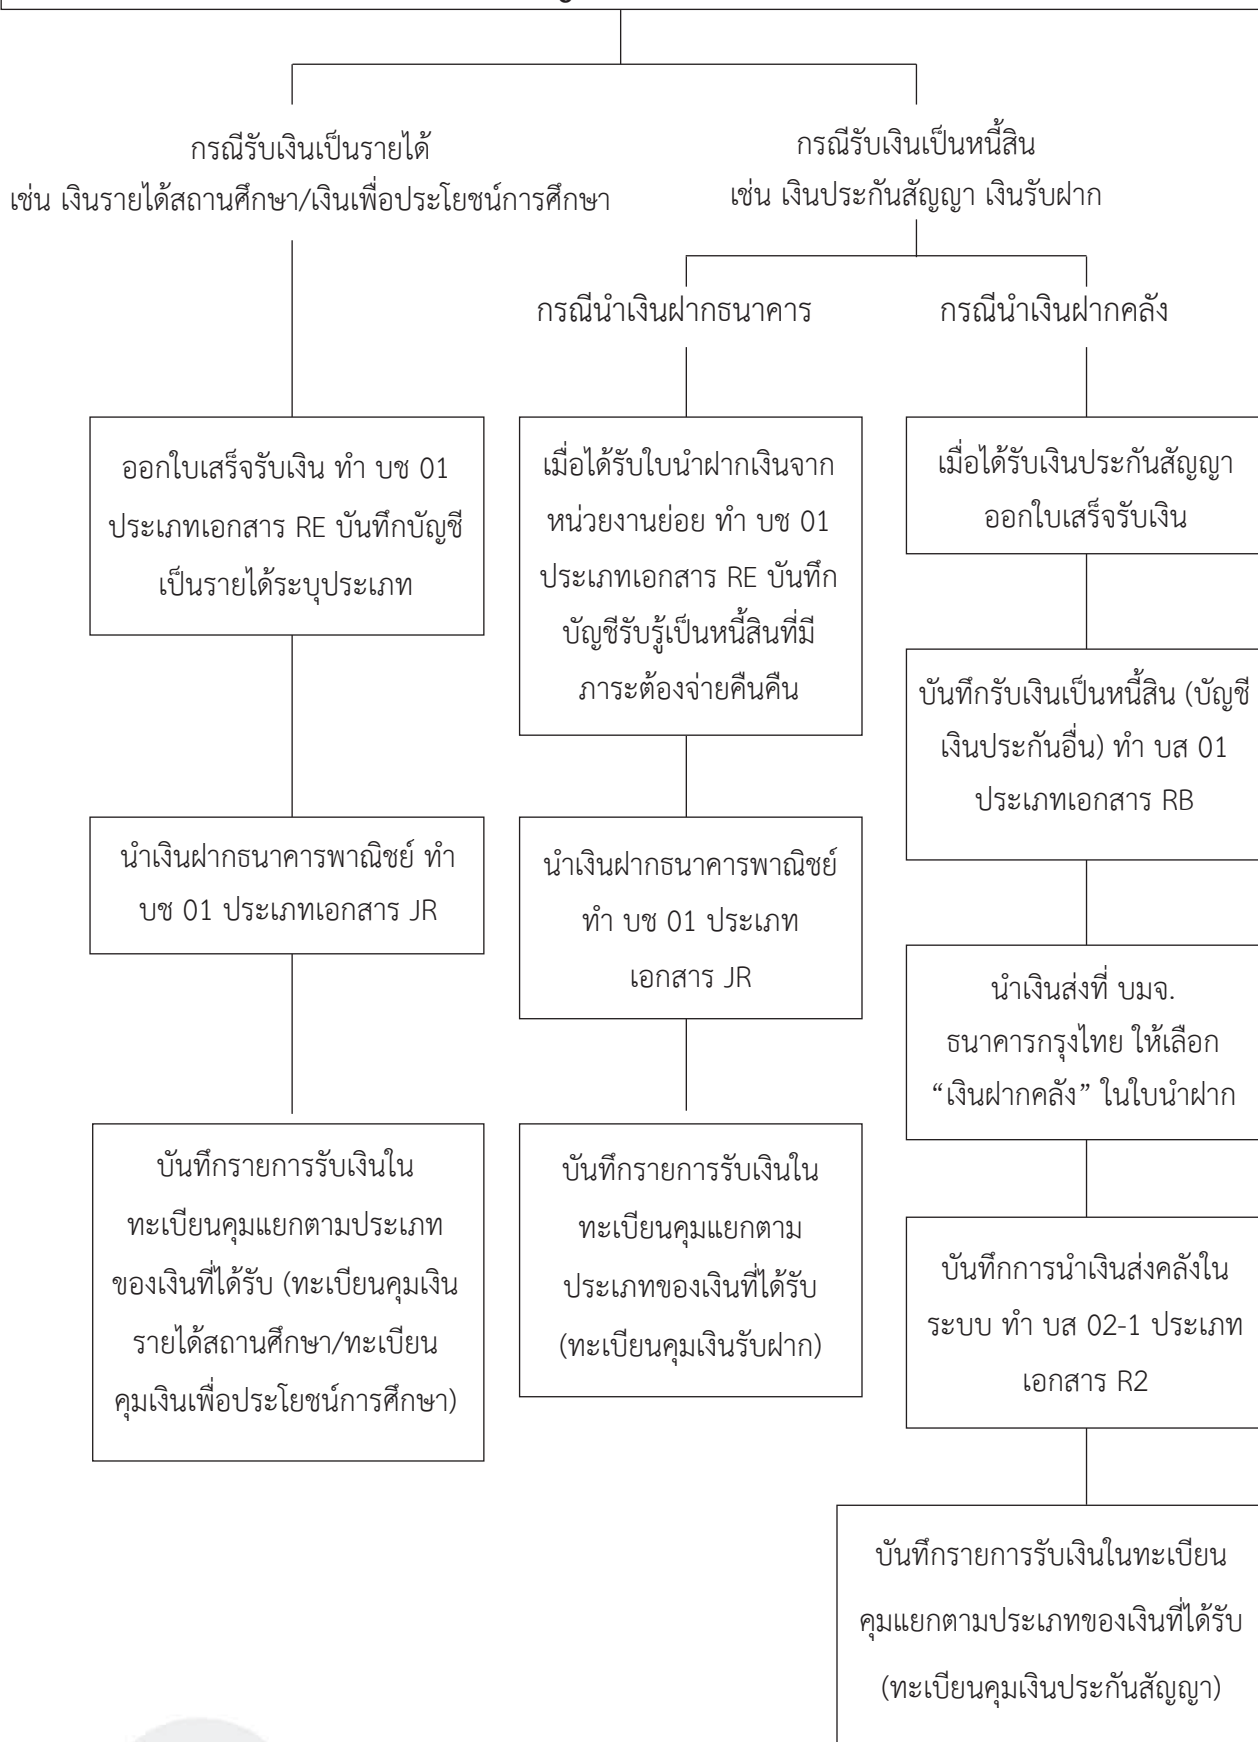 กรณีรับเงินเป็นรายได้
เช่น เงินรายได้สถานศึกษา/เงินเพื่อประโยชน์การศึกษา
กรณีรับเงินเป็นหนี้สิน
เช่น เงินประกันสัญญา เงินรับฝาก
กรณีนำเงินฝากธนาคาร
กรณีนำเงินฝากคลัง
ออกใบเสร็จรับเงิน ทำ บช 01
ประเภทเอกสาร RE บันทึกบัญชี
เป็นรายได้ระบุประเภท
นำเงินฝากธนาคารพาณิชย์ ทำ
บช 01 ประเภทเอกสาร JR
บันทึกรายการรับเงินใน
ทะเบียนคุมแยกตามประเภท
ของเงินที่ได้รับ (ทะเบียนคุมเงิน
รายได้สถานศึกษา/ทะเบียน
คุมเงินเพื่อประโยชน์การศึกษา)
เมื่อได้รับใบนำฝากเงินจาก
หน่วยงานย่อย ทำ บช 01
ประเภทเอกสาร RE บันทึก
บัญชีรับรู้เป็นหนี้สินที่มี
ภาระต้องจ่ายคืนคืน
นำเงินฝากธนาคารพาณิชย์
ทำ บช 01 ประเภท
เอกสาร JR
บันทึกรายการรับเงินใน
ทะเบียนคุมแยกตาม
ประเภทของเงินที่ได้รับ
(ทะเบียนคุมเงินรับฝาก)
เมื่อได้รับเงินประกันสัญญา
ออกใบเสร็จรับเงิน
บันทึกรับเงินเป็นหนี้สิน (บัญชี
เงินประกันอื่น) ทำ บส 01
ประเภทเอกสาร RB
นำเงินส่งที่ บมจ.
ธนาคารกรุงไทย ให้เลือก
“เงินฝากคลัง” ในใบนำฝาก
บันทึกการนำเงินส่งคลังใน
ระบบ ทำ บส 02-1 ประเภท
เอกสาร R2
บันทึกรายการรับเงินในทะเบียน
คุมแยกตามประเภทของเงินที่ได้รับ
(ทะเบียนคุมเงินประกันสัญญา)